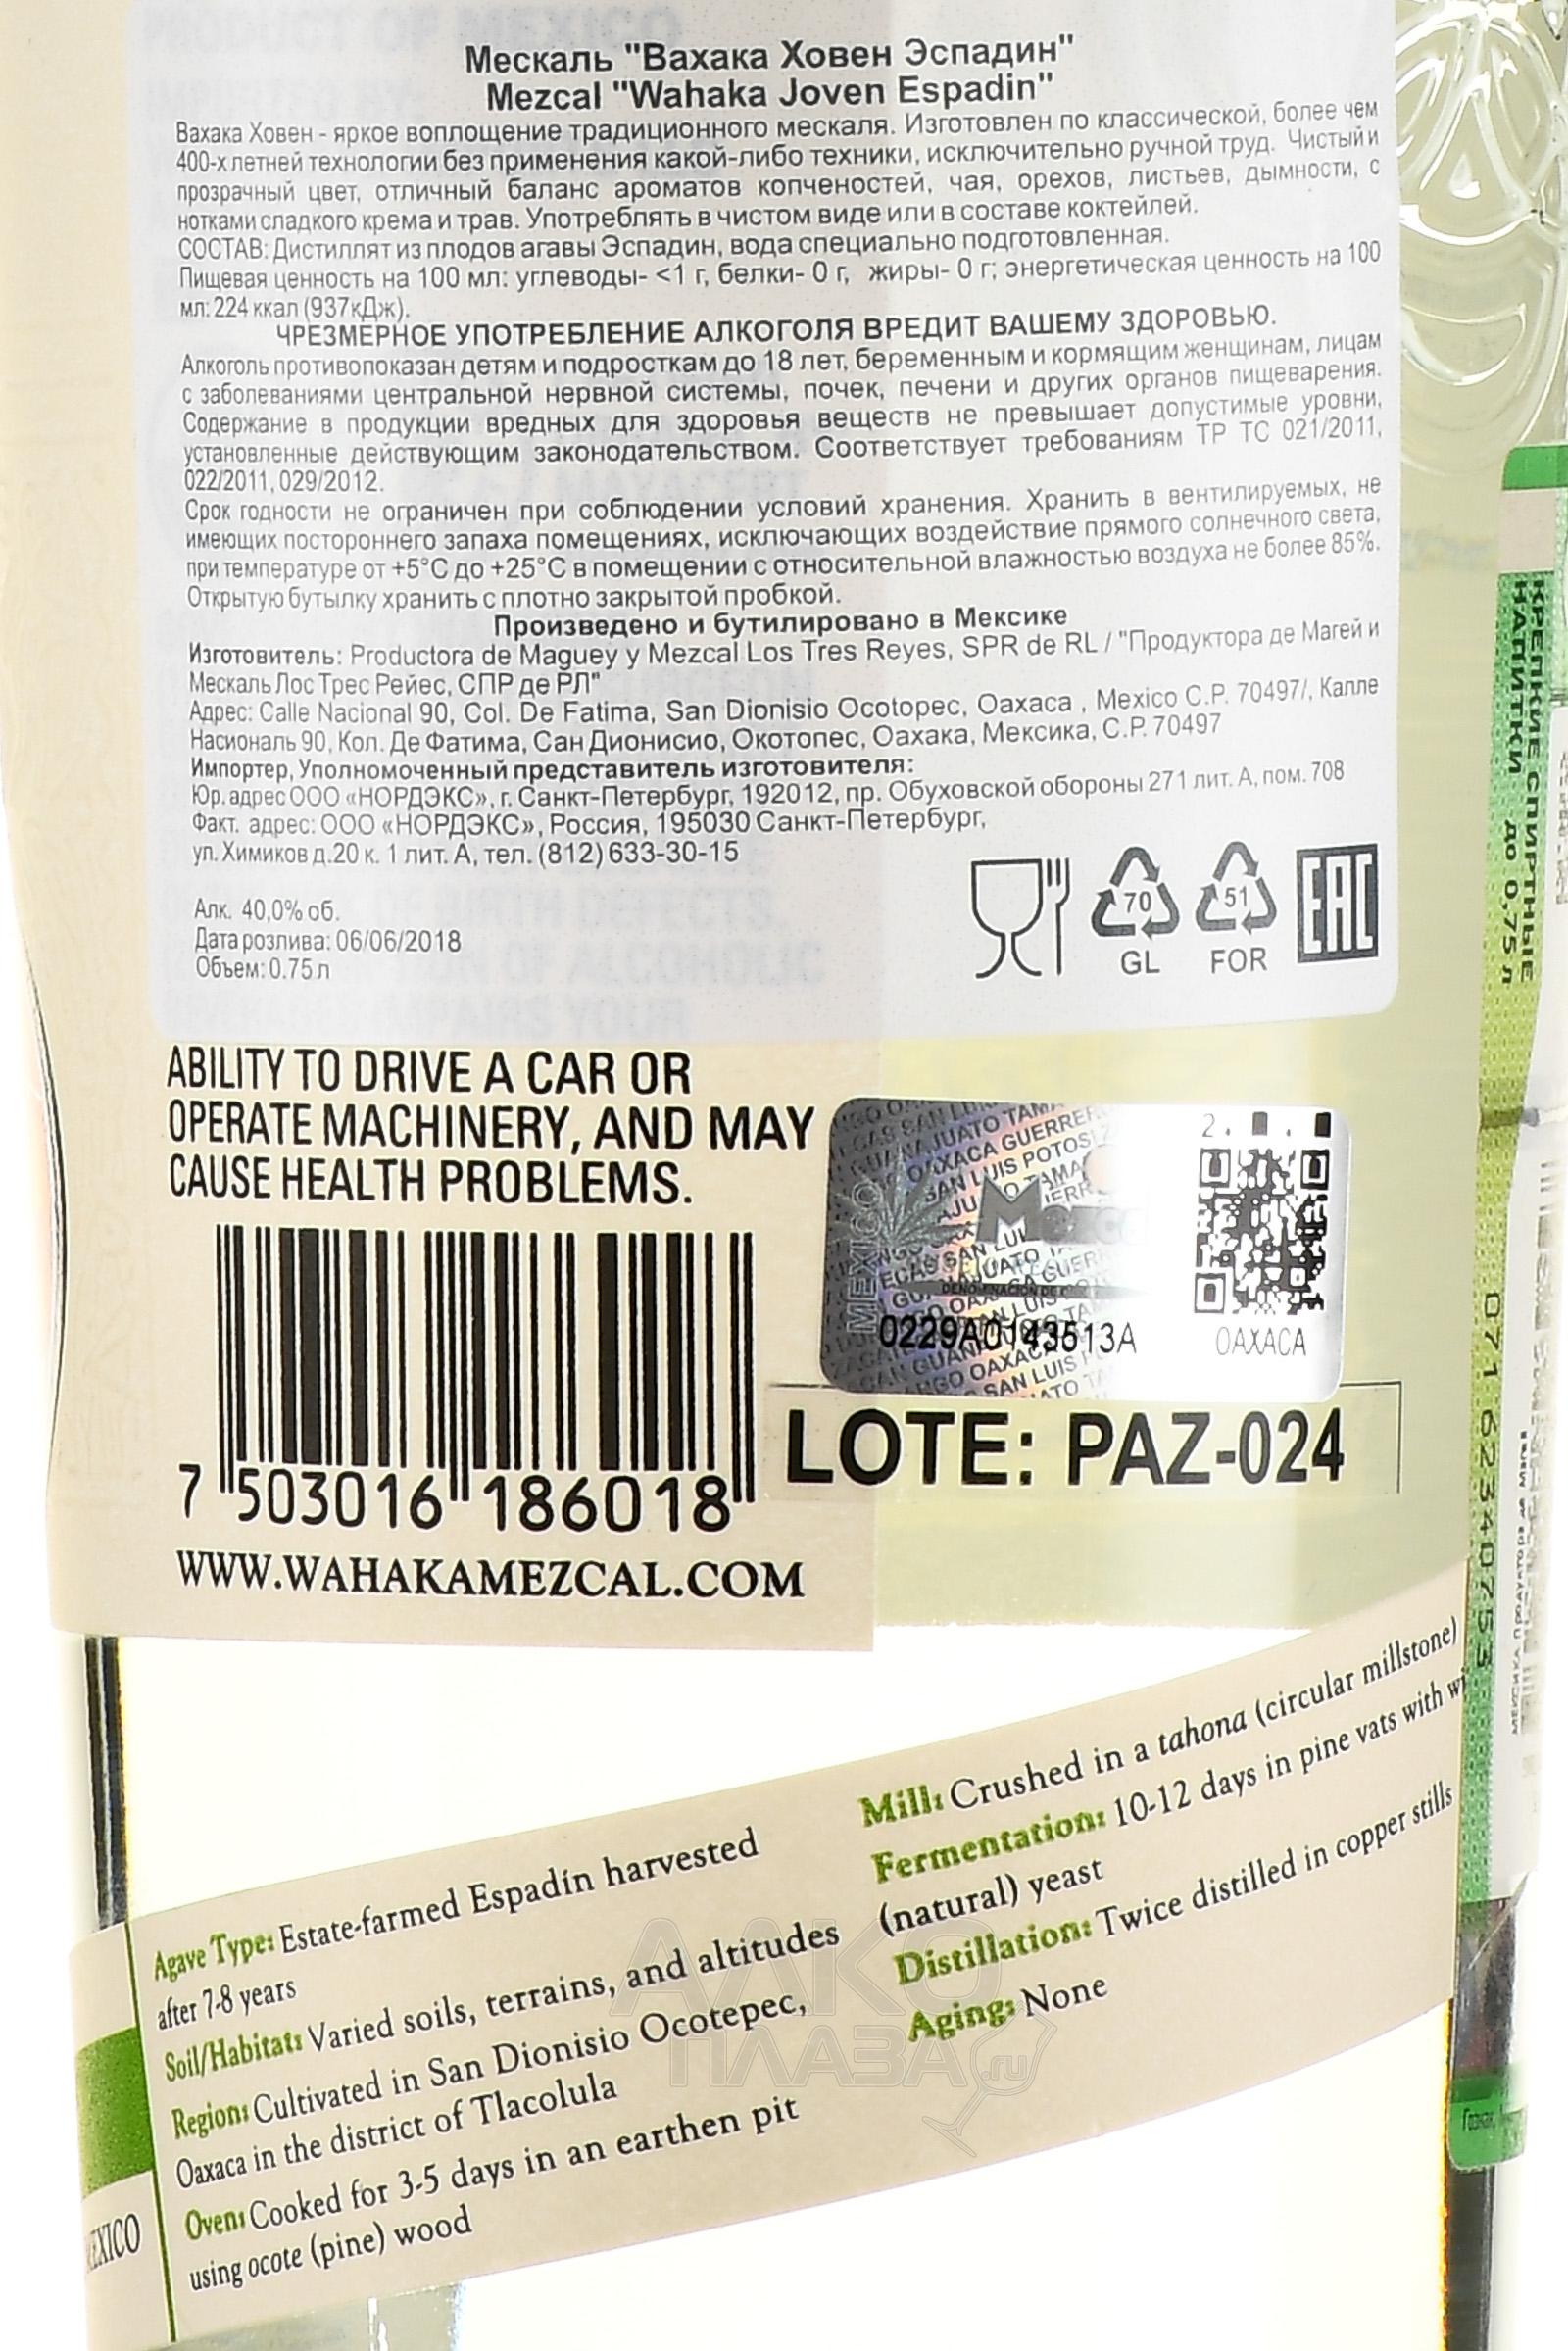 Мескаль "Вахака Ховен Эспадин"
Mezcal "Wahaka Joven Espadin"
Вахака Ховен - яркое воплощение традиционного мескаля. Изготовлен по классической, более чем
400-х летней технологии без применения какой-либо техники, исключительно ручной труд. Чистый и
прозрачный цвет, отличный баланс ароматов копченостей, чая, орехов, листьев, дымности, с
нотками сладкого крема и трав. Употреблять в чистом виде или в составе коктейлей.
СОСТАВ: Дистиллят из плодов агавы Эспадин, вода специально подготовленная.
Пищевая ценность на 100 мл: углеводы- <1 г, белки- 0 г, жиры- 0 г; энергетическая ценность на 100
мл: 224 ккал (937кДж).
ЧРЕЗМЕРНОЕ УПОТРЕБЛЕНИЕ АЛКОГОЛЯ ВРЕДИТ ВАШЕМУ ЗДОРОВЬЮ.
Алкоголь противопоказан детям и подросткам до 18 лет, беременным и кормящим женщинам, лицам
с заболеваниями центральной нервной системы, почек, печени и других органов пищеварения.
Содержание в продукции вредных для здоровья веществ не превышает допустимые уровни,
установленные действующим законодательством. Соответствует требованиям ТР ТС 021/2011,
022/2011, 029/2012.
Срок годности не ограничен при соблюдении условий хранения. Хранить в вентилируемых, не
имеющих постороннего запаха помещениях, исключающих воздействие прямого солнечного света,
при температуре от +5°С до +25°С в помещении с относительной влажностью воздуха не более 85%.
Открытую бутылку хранить с плотно закрытой пробкой.
Произведено и бутилировано в Мексике
Изготовитель: Productora de Maguey y Mezcal Los Tres Reyes, SPR de RL / "Продуктора де Магей и
Мескаль Лос Трес Рейес, СПР де РЛ"
Адрес: Calle Nacional 90, Col. De Fatima, San Dionisio Ocotopec, Oaxaca , Mexico C.P. 70497/, Калле
Насиональ 90, Кол. Де Фатима, Сан Дионисио, Окотопес, Оахака, Мексика, С.Р. 70497
Импортер, Уполномоченный представитель изготовителя:
Юр. адрес ООО «НОРДЭКС», г. Санкт-Петербург, 192012, пр. Обуховской обороны 271 лит. А, пом. 708
Факт. адрес: ООО «НОРДЭКС», Россия, 195030 Санкт-Петербург,
ул. Химиков д.20 к. 1 лит. А, тел. (812) 633-30-15
Алк. 40,0% об.
Дата розлива: 06/06/2018
Объем: 0.75 л
70
GL
51
FOR
EAC
ABILITY TO DRIVE A CAR OR
OPERATE MACHINERY, AND MAY
CAUSE HEALTH PROBLEMS.
MEXICO
0229AC143513A
OAXACA
LOTE: PAZ-024
7 503016 186018
WWW.WAHAKAMEZCAL.COM
КРЕПКИЕ СПИРТНЫЕ
НАПИТКИ до 0,75 л
071 62340753
Agave Type: Estate-farmed Espadín harvested
after 7-8 years
Soil/Habitat: Varied soils, terrains, and altitudes
Region: Cultivated in San Dionisio Ocotepec,
Oaxaca in the district of Tlacolula
Oven: Cooked for 3-5 days in an earthen pit
using ocote (pine) wood
Mill: Crushed in a tahona (circular millstone)
Fermentation: 10-12 days in pine vats with
(natural) yeast
Distillation: Twice distilled in copper stills
Aging: None
АЛКО
ПЛАЗА.ru